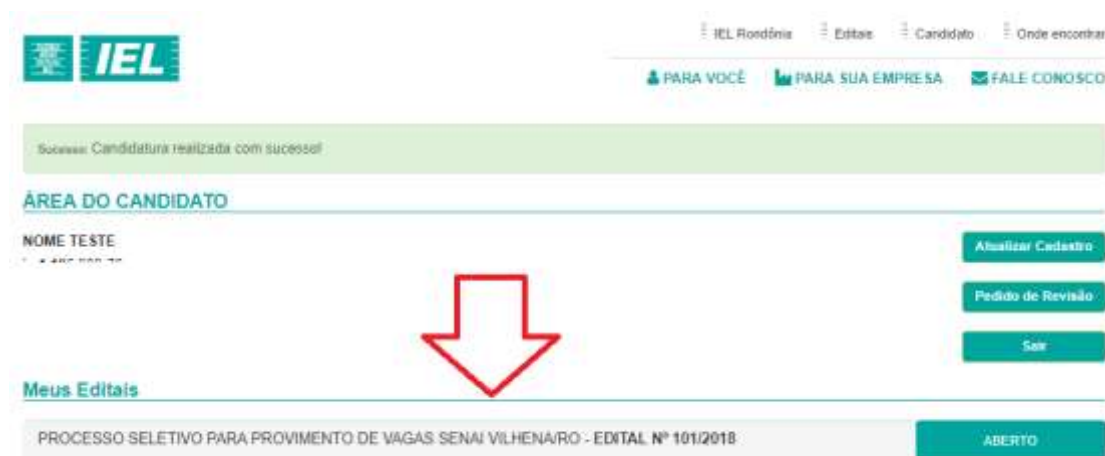 IEL
IEL Rondônia Editais Candidato Onde encontrar
PARA VOCÊ PARA SUA EMPRESA FALE CONOSCO
Sucesso: Candidatura realizada com sucesso!
ÁREA DO CANDIDATO
NOME TESTE
Atualizar Cadastro
Pedido de Revisão
Sair
Meus Editais
PROCESSO SELETIVO PARA PROVIMENTO DE VAGAS SENAI VILHENA/RO - EDITAL Nº 101/2018
ABERTO